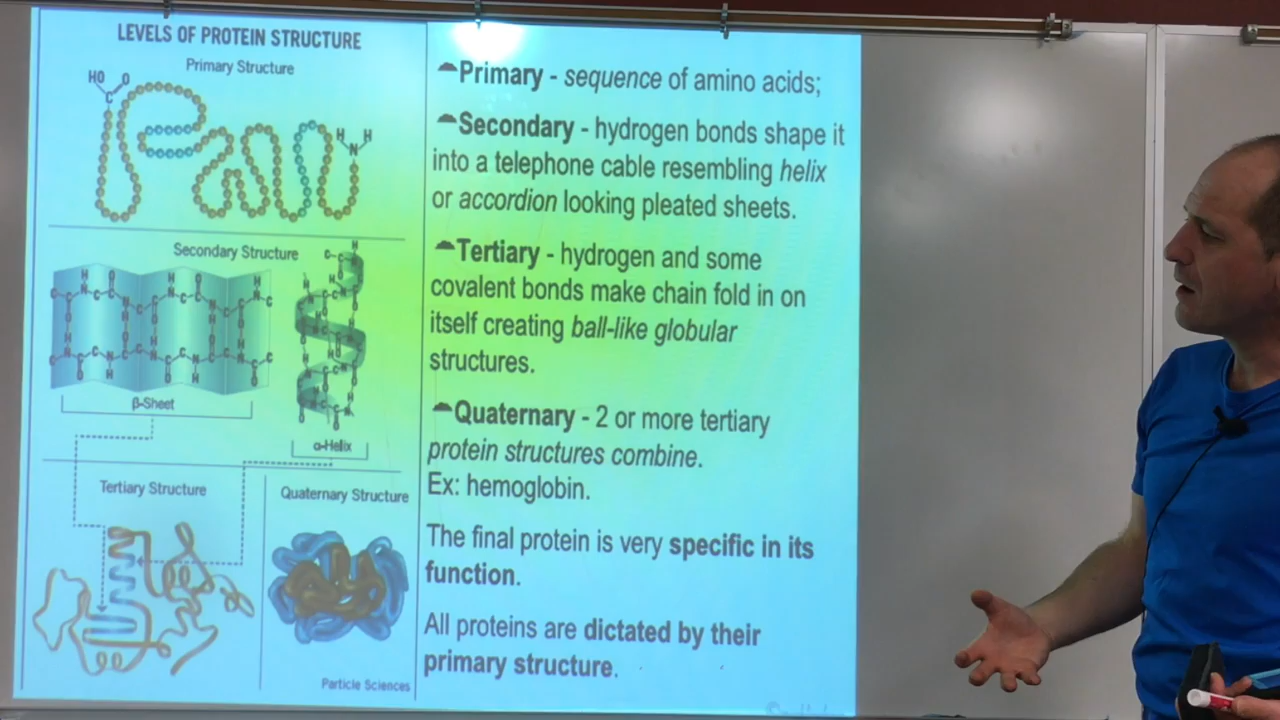 LEVELS OF PROTEIN STRUCTURE
Primary Structure
HO
O
C
H
H
N
Secondary Structure
β-Sheet
α-Helix
Tertiary Structure
Quaternary Structure
Particle Sciences
Primary - sequence of amino acids;
Secondary - hydrogen bonds shape it
into a telephone cable resembling helix
or accordion looking pleated sheets.
Tertiary - hydrogen and some
covalent bonds make chain fold in on
itself creating ball-like globular
structures.
Quaternary - 2 or more tertiary
protein structures combine.
Ex: hemoglobin.
The final protein is very specific in its
function.
All proteins are dictated by their
primary structure.